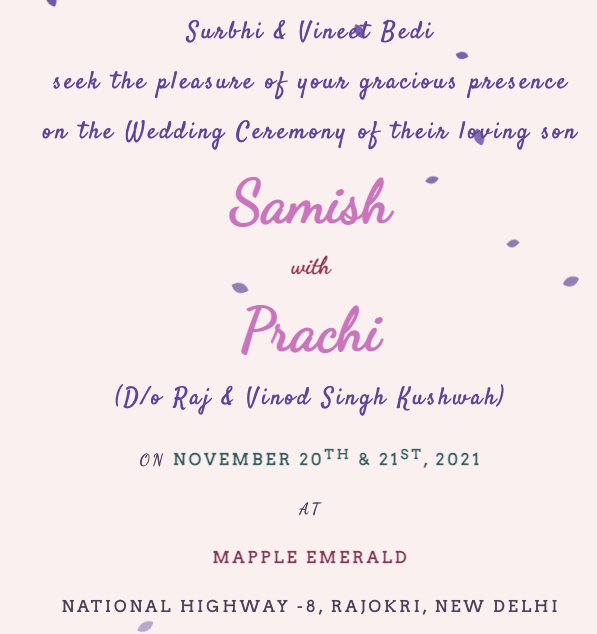 Surbhi & Vineet Bedi
seek the pleasure of your gracious presence
on the Wedding Ceremony of their loving son
Samish
with
Prachi
(D/o Raj & Vinod Singh Kushwah)
ON NOVEMBER 20TH & 21ST, 2021
AT
MAPPLE EMERALD
NATIONAL HIGHWAY -8, RAJOKRI, NEW DELHI